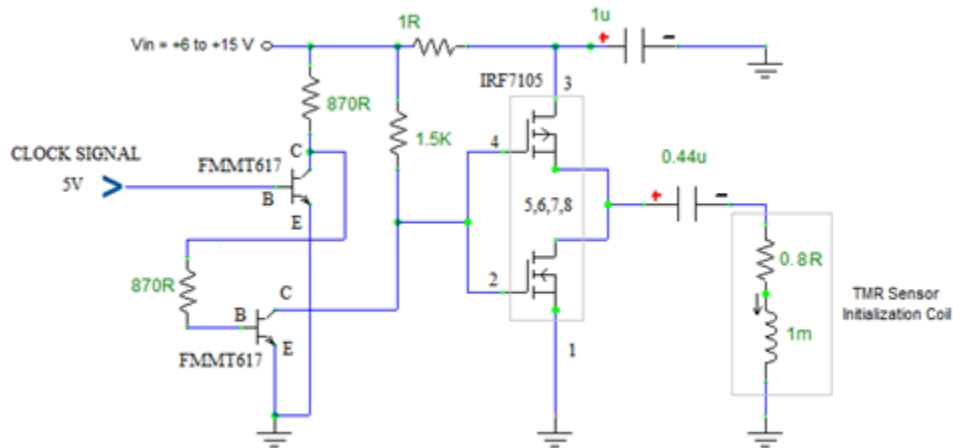 1R
1u
+
-
Vin = +6 to +15 V
IRF7105
3
870R
1.5K
CLOCK SIGNAL
5V
FMMT617
C
B
E
4
0.44u
+
-
5,6,7,8
870R
2
0.8R
TMR Sensor
Initialization Coil
1m
C
B
E
FMMT617
1